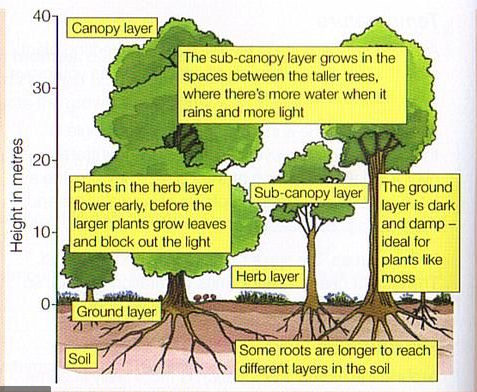 40
Canopy layer
The sub-canopy layer grows in the
spaces between the taller trees,
where there's more water when it
rains and more light
30
20
Height in metres
Plants in the herb layer
flower early, before the
larger plants grow leaves
and block out the light
Sub-canopy layer
The ground
layer is dark
and damp –
ideal for
plants like
moss
10
Herb layer
0
Ground layer
Soil
Some roots are longer to reach
different layers in the soil